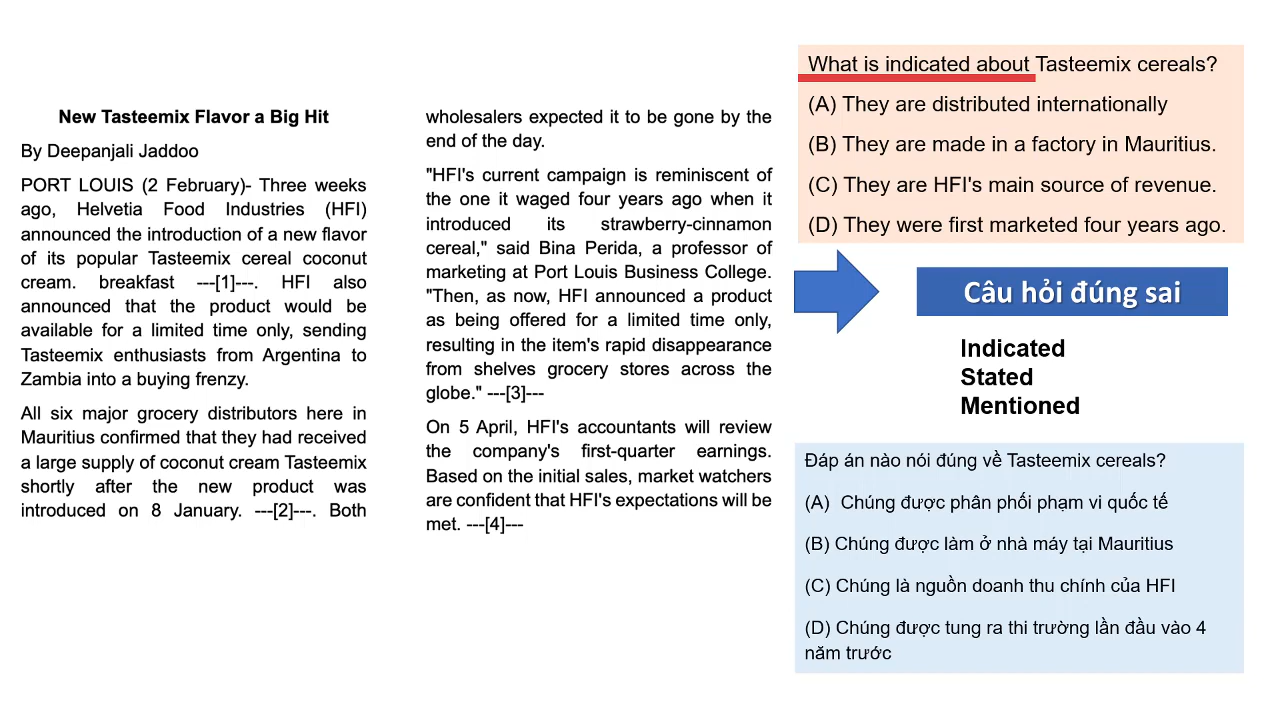 New Tasteemix Flavor a Big Hit
By Deepanjali Jaddoo
PORT LOUIS (2 February)- Three weeks
ago, Helvetia Food Industries (HFI)
announced the introduction of a new flavor
of its popular Tasteemix cereal coconut
cream. breakfast ---[1]---. HFI also
announced that the product would be
available for a limited time only, sending
Tasteemix enthusiasts from Argentina to
Zambia into a buying frenzy.
All six major grocery distributors here in
Mauritius confirmed that they had received
a large supply of coconut cream Tasteemix
shortly after the new product was
introduced on 8 January. ---[2]---. Both
wholesalers expected it to be gone by the
end of the day.
"HFI's current campaign is reminiscent of
the one it waged four years ago when it
introduced its strawberry-cinnamon
cereal," said Bina Perida, a professor of
marketing at Port Louis Business College.
"Then, as now, HFI announced a product
as being offered for a limited time only,
resulting in the item's rapid disappearance
from shelves grocery stores across the
globe." ---[3]---
On 5 April, HFI's accountants will review
the company's first-quarter earnings.
Based on the initial sales, market watchers
are confident that HFI's expectations will be
met. ---[4]---
What is indicated about Tasteemix cereals?
(A) They are distributed internationally
(B) They are made in a factory in Mauritius.
(C) They are HFI's main source of revenue.
(D) They were first marketed four years ago.
Câu hỏi đúng sai
Indicated
Stated
Mentioned
Đáp án nào nói đúng về Tasteemix cereals?
(A) Chúng được phân phối phạm vi quốc tế
(B) Chúng được làm ở nhà máy tại Mauritius
(C) Chúng là nguồn doanh thu chính của HFI
(D) Chúng được tung ra thi trường lần đầu vào 4
năm trước